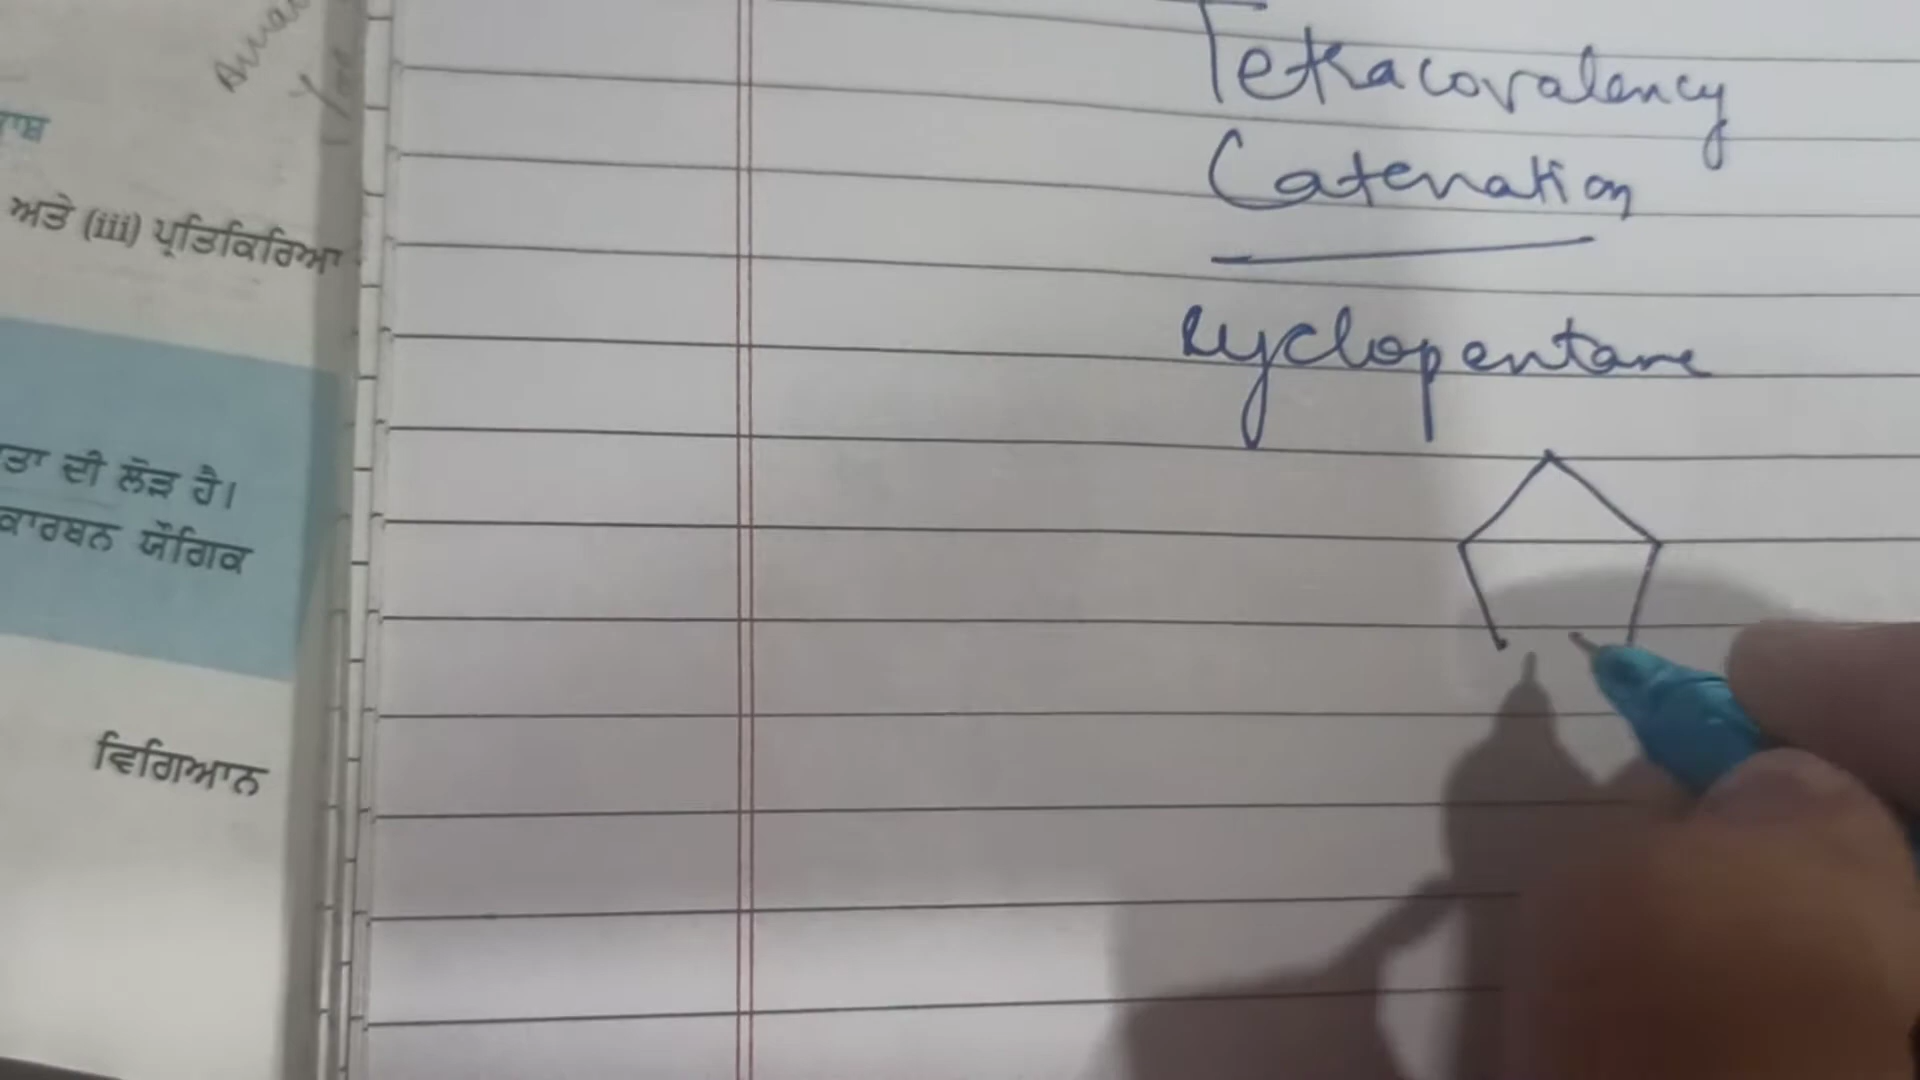 ਅਤੇ (iii) ਪ੍ਰਤਿਕਿਰਿਆ
ਤਾ ਦੀ ਲੋੜ ਹੈ।
ਕਾਰਬਨ ਯੌਗਿਕ
ਵਿਗਿਆਨ
Tetracovalency
Catenation
cyclopentane